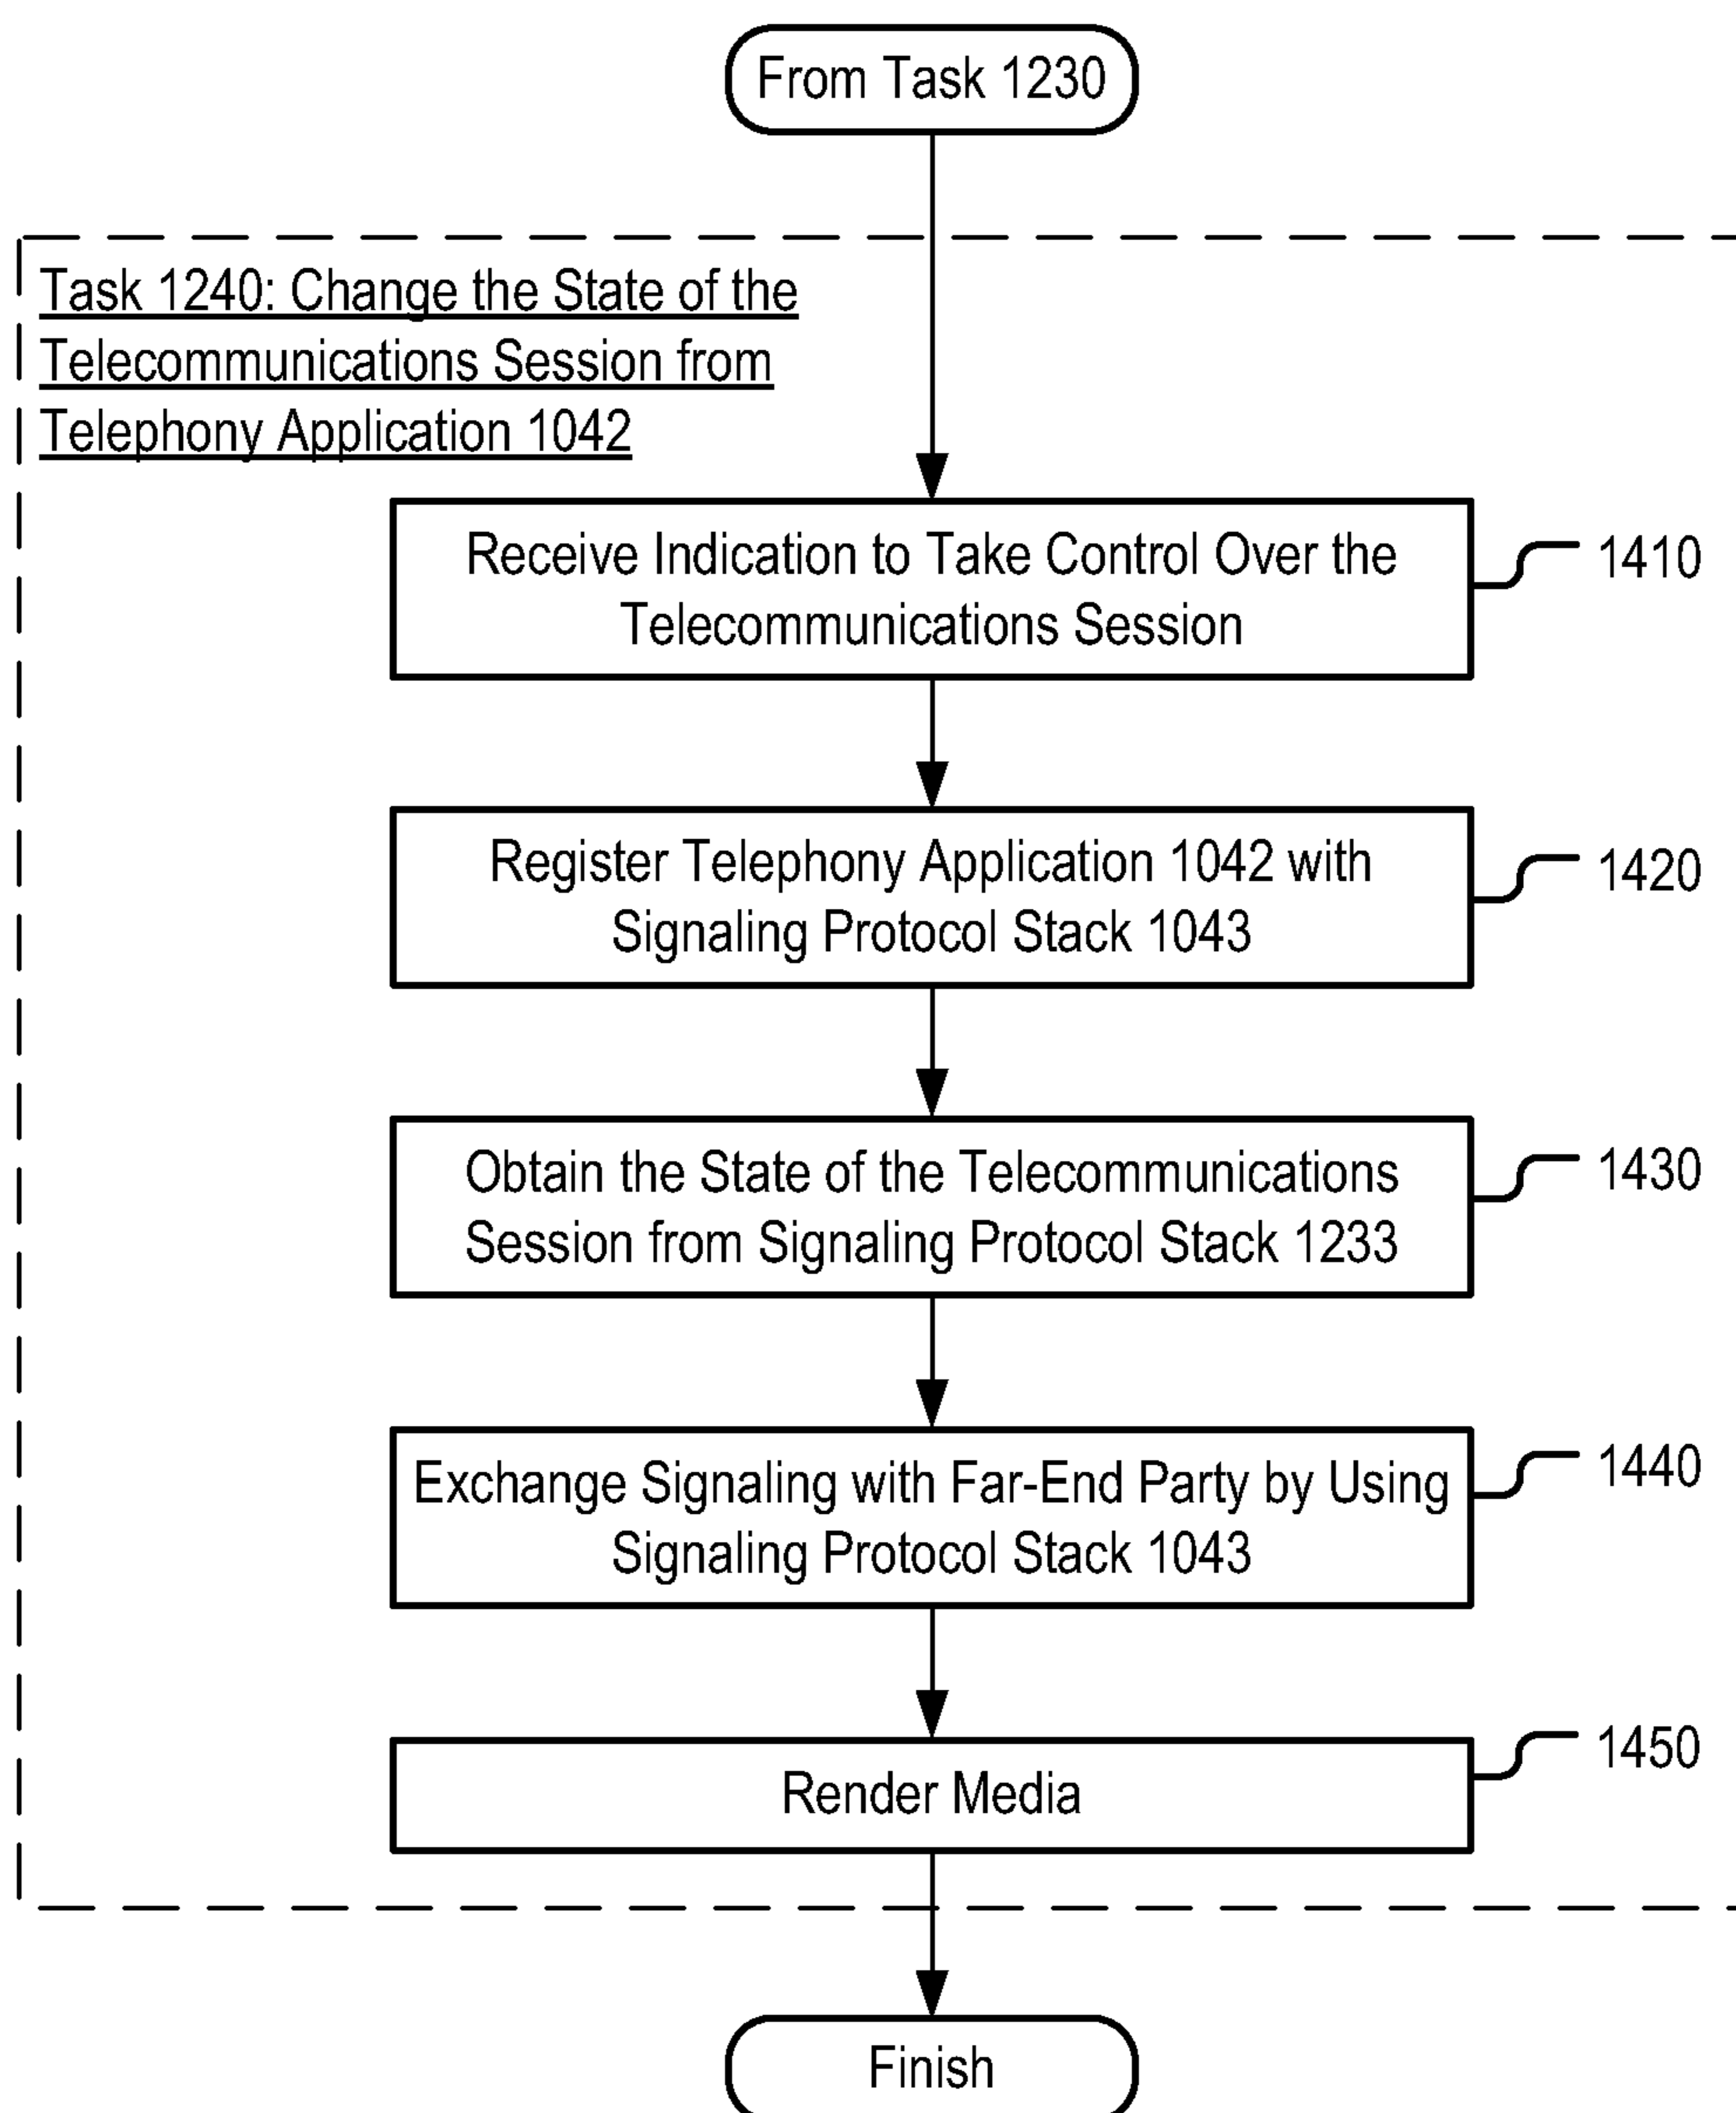 From Task 1230
Task 1240: Change the State of the
Telecommunications Session from
Telephony Application 1042
Receive Indication to Take Control Over the
Telecommunications Session
1410
Register Telephony Application 1042 with
Signaling Protocol Stack 1043
1420
Obtain the State of the Telecommunications
Session from Signaling Protocol Stack 1233
1430
Exchange Signaling with Far-End Party by Using
Signaling Protocol Stack 1043
1440
Render Media
1450
Finish